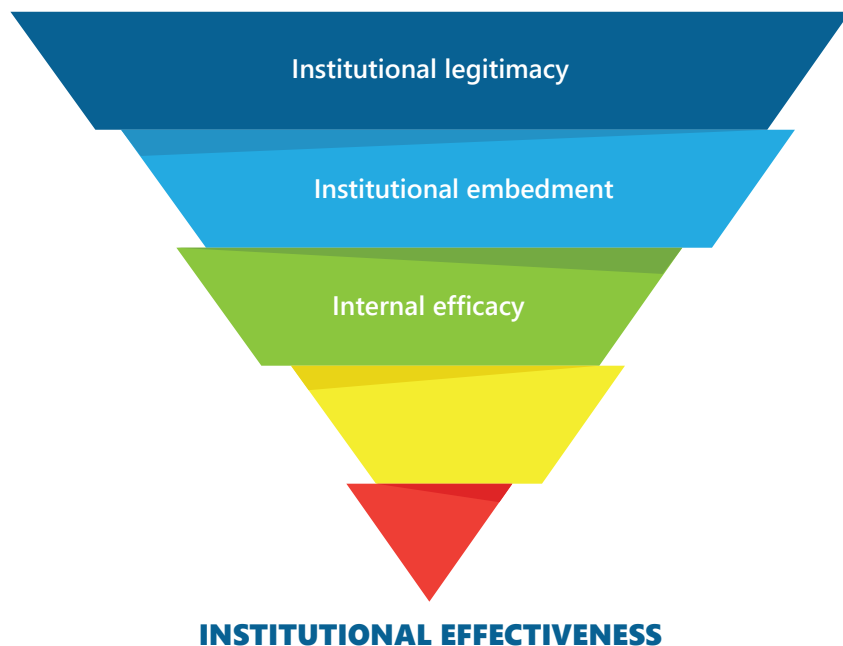 Institutional legitimacy
Institutional embedment
Internal efficacy
INSTITUTIONAL EFFECTIVENESS